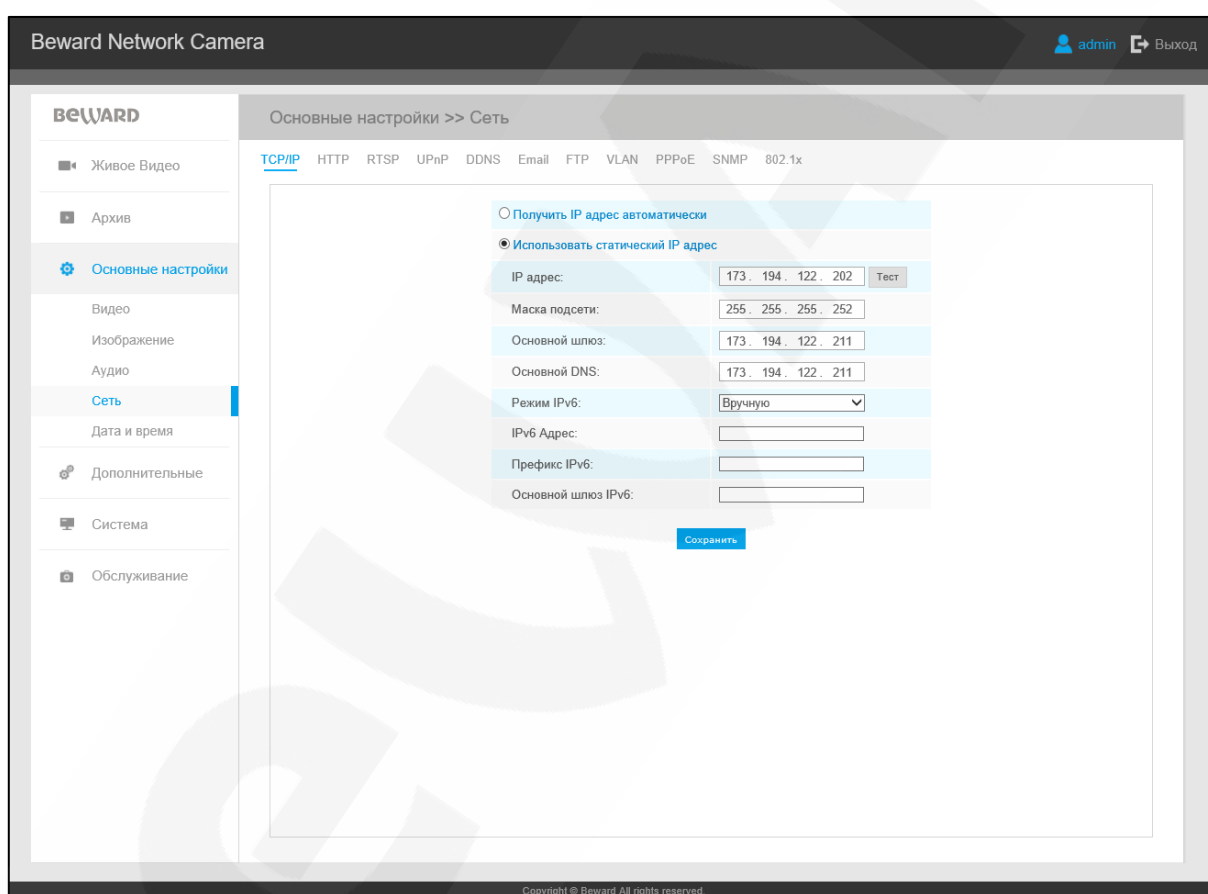 Beward Network Camera
admin Выход
BEWARD
Основные настройки >> Сеть
Живое Видео
Архив
Основные настройки
Видео
Изображение
Аудио
Сеть
Дата и время
Дополнительные
Система
Обслуживание
TCP/IP HTTP RTSP UPnP DDNS Email FTP VLAN PPPoE SNMP 802.1x
Получить IP адрес автоматически
Использовать статический IP адрес
IP адрес: 173. 194. 122. 202 Тест
Маска подсети: 255. 255. 255. 252
Основной шлюз: 173. 194. 122. 211
Основной DNS: 173. 194. 122. 211
Режим IPv6: Вручную
IPv6 Адрес:
Префикс IPv6:
Основной шлюз IPv6:
Сохранить
Copyright © Beward All rights reserved.